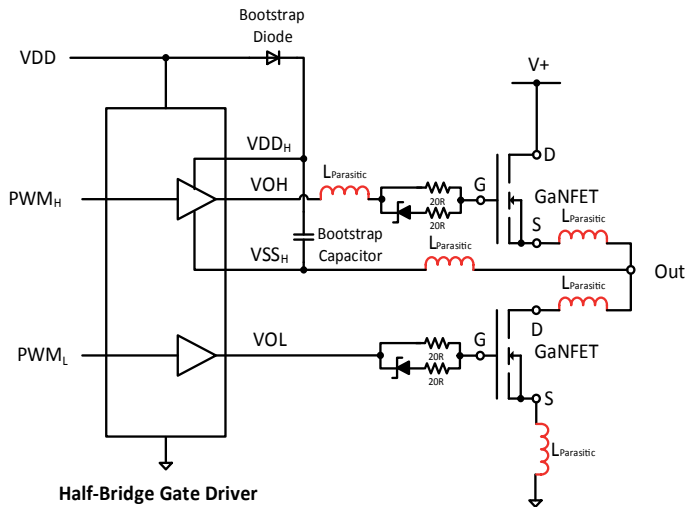 Bootstrap
Diode
VDD
V+
VDDH
D
LParasitic
G
PWMH
VOH
20R
20R
GaNFET
LParasitic
S
Bootstrap
Capacitor
LParasitic
VSSH
Out
LParasitic
D
PWML
VOL
G
20R
20R
GaNFET
S
LParasitic
Half-Bridge Gate Driver